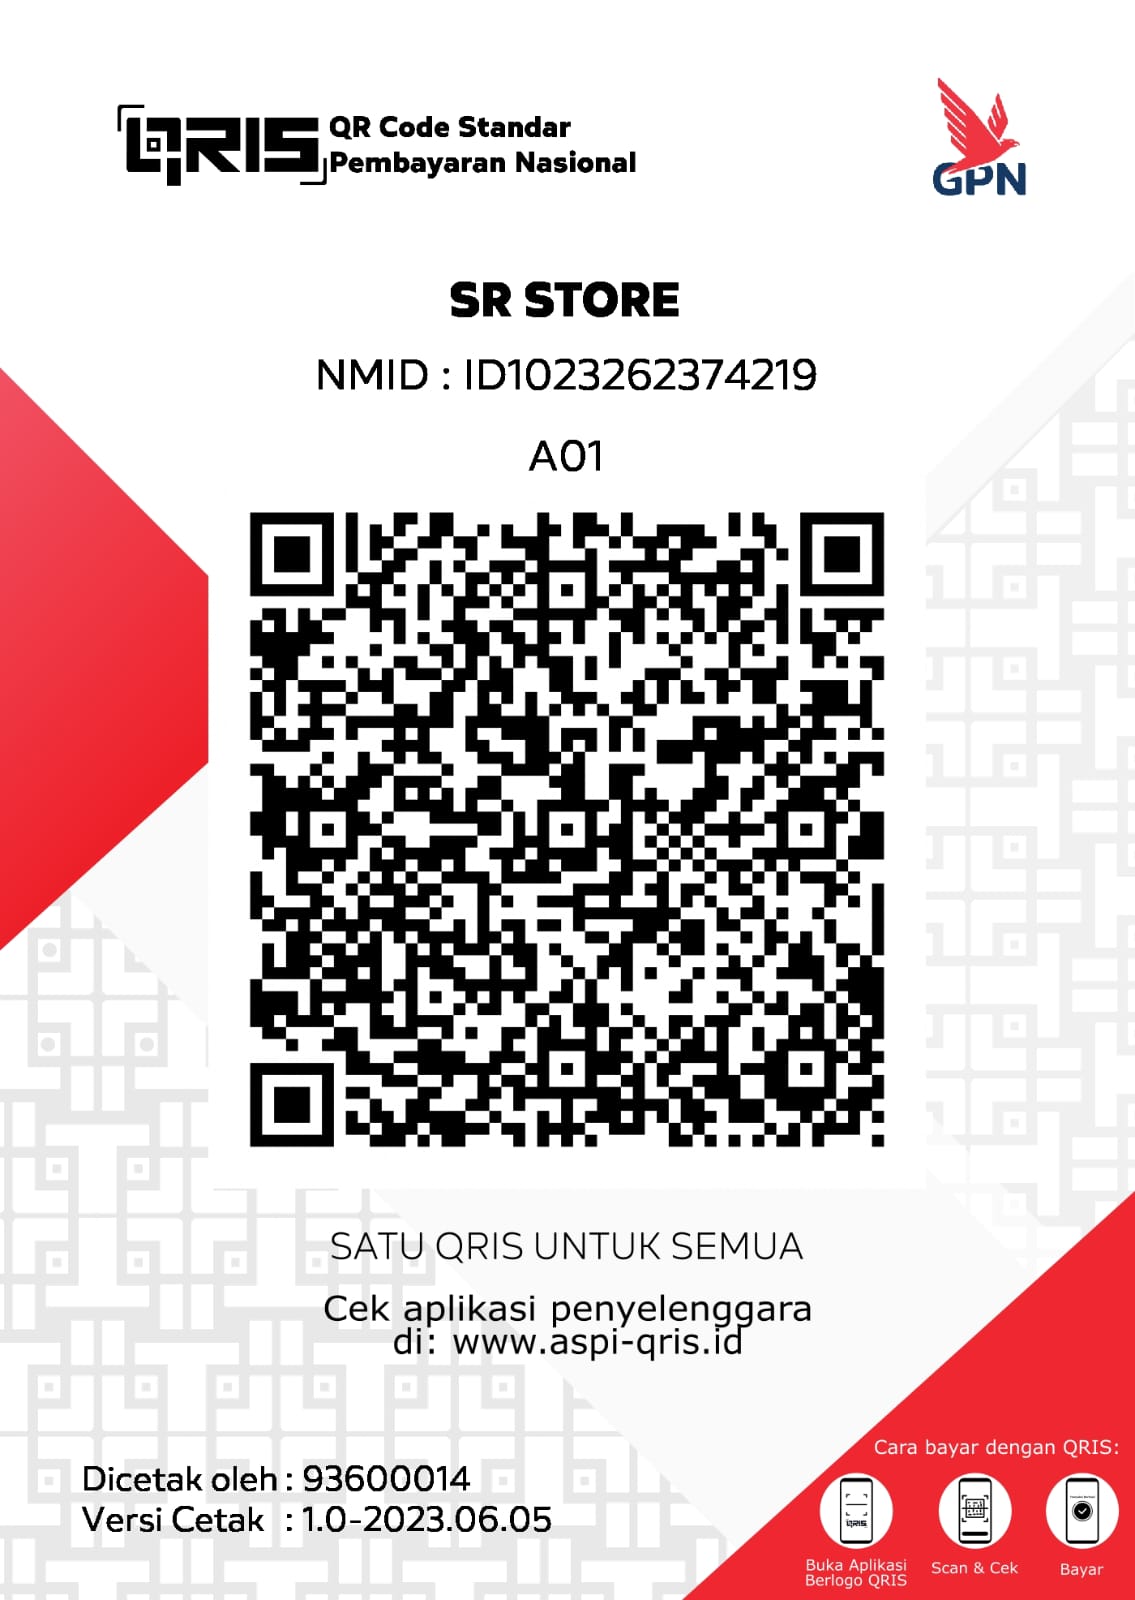 QRIS
QR Code Standar
Pembayaran Nasional
GPN
SR STORE
NMID : ID1023262374219
A01
SATU QRIS UNTUK SEMUA
Cek aplikasi penyelenggara
di: www.aspi-qris.id
Dicetak oleh : 93600014
Versi Cetak : 1.0-2023.06.05
Cara bayar dengan QRIS:
QRIS
Buka Aplikasi
Berlogo QRIS
Scan & Cek
Bayar